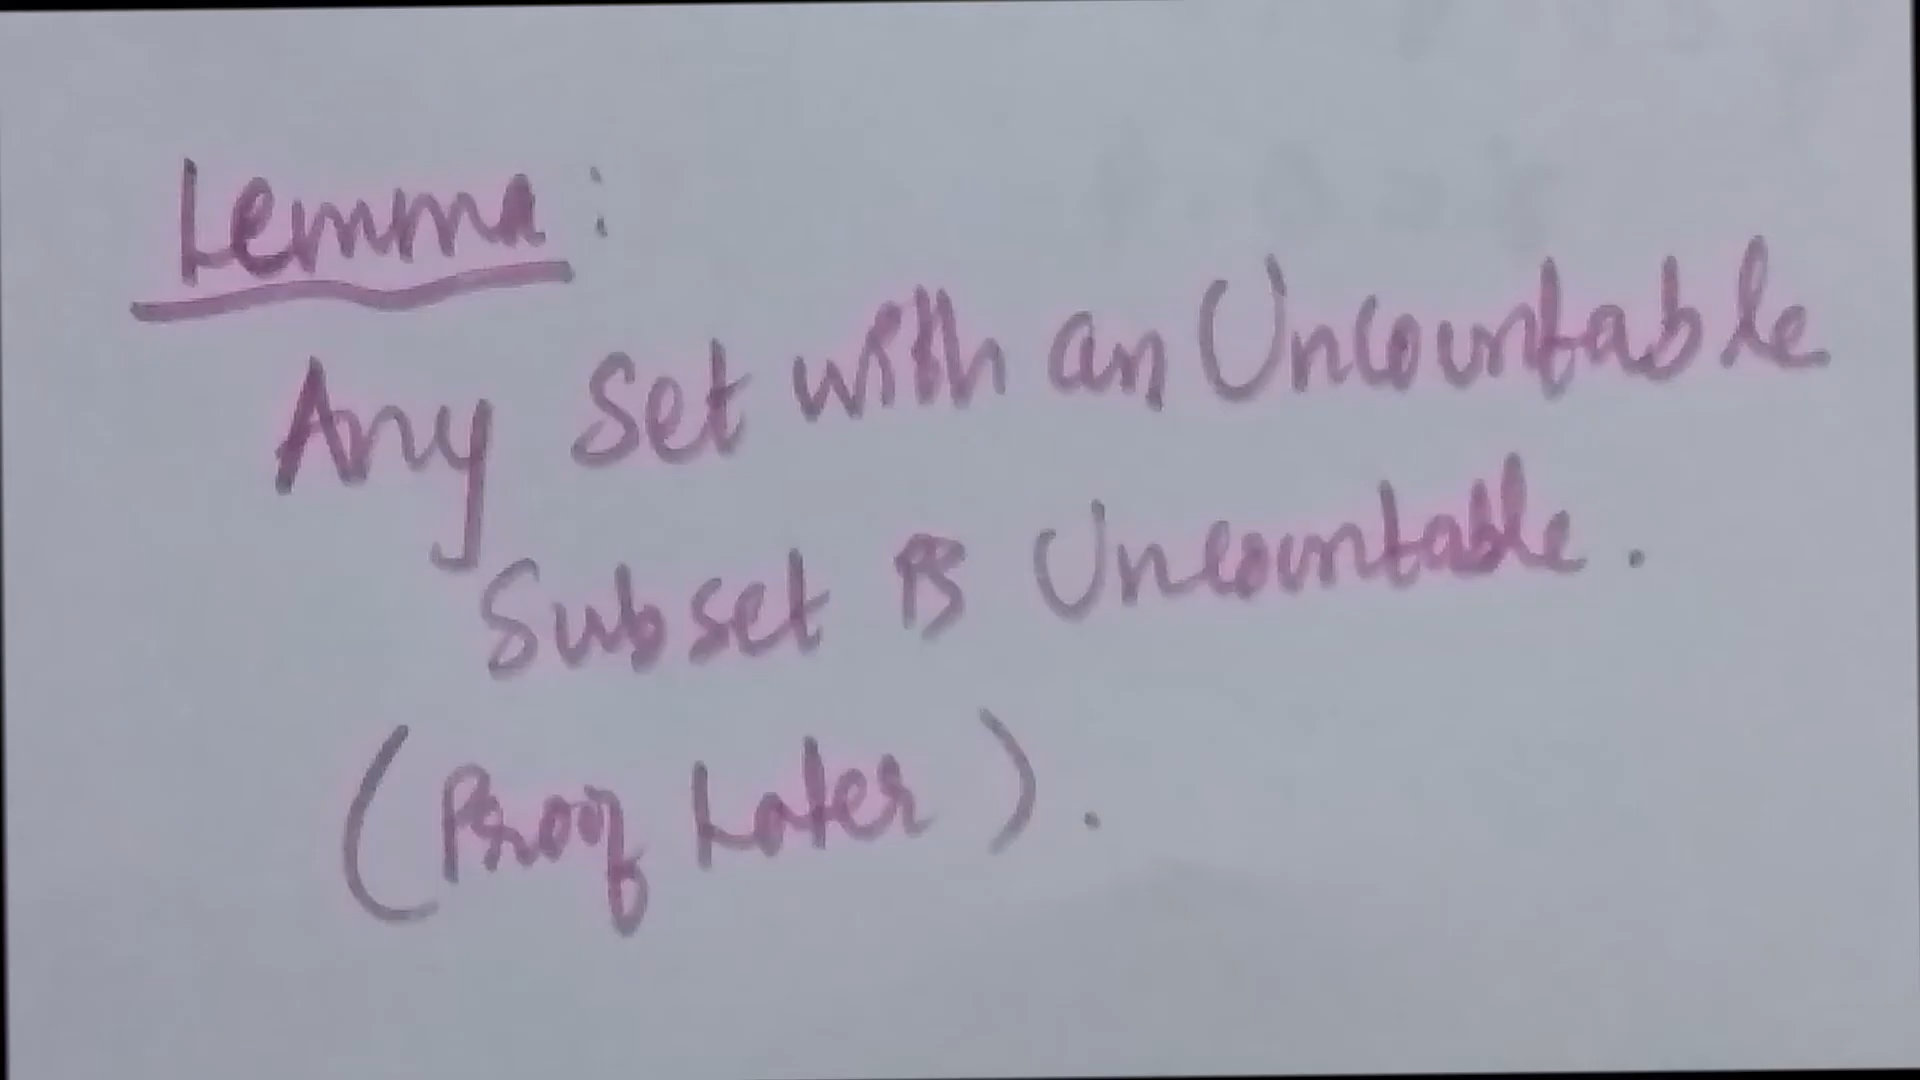 Lemma:
Any Set with an Uncountable
Subset is Uncountable.
(Proof Later).